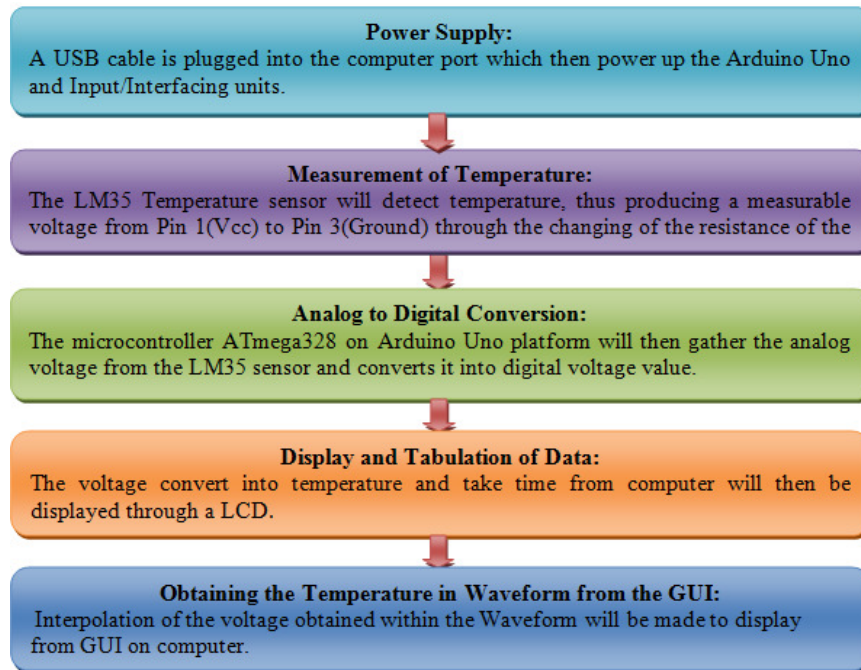 Power Supply:
A USB cable is plugged into the computer port which then power up the Arduino Uno
and Input/Interfacing units.
Measurement of Temperature:
The LM35 Temperature sensor will detect temperature, thus producing a measurable
voltage from Pin 1(Vcc) to Pin 3(Ground) through the changing of the resistance of the
Analog to Digital Conversion:
The microcontroller ATmega328 on Arduino Uno platform will then gather the analog
voltage from the LM35 sensor and converts it into digital voltage value.
Display and Tabulation of Data:
The voltage convert into temperature and take time from computer will then be
displayed through a LCD.
Obtaining the Temperature in Waveform from the GUI:
Interpolation of the voltage obtained within the Waveform will be made to display
from GUI on computer.